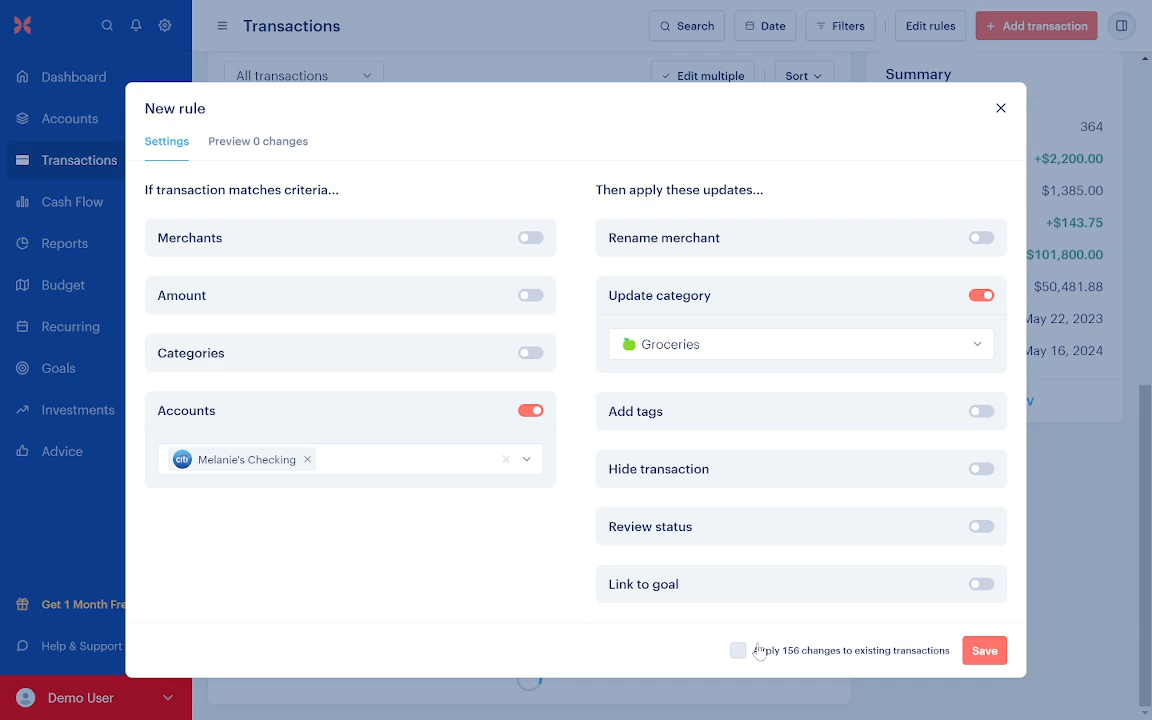 Transactions
Search
Date
Filters
Edit rules
+ Add transaction
Dashboard
Accounts
Transactions
Cash Flow
Reports
Budget
Recurring
Goals
Investments
Advice
Get 1 Month Fre
Help & Support
Demo User
All transactions
Edit multiple
Sort
Summary
364
+$2,200.00
$1,385.00
+$143.75
$101,800.00
$50,481.88
May 22, 2023
May 16, 2024
New rule
Settings
Preview 0 changes
If transaction matches criteria...
Merchants
Amount
Categories
Accounts
citi Melanie's Checking
Then apply these updates...
Rename merchant
Update category
Groceries
Add tags
Hide transaction
Review status
Link to goal
Apply 156 changes to existing transactions
Save